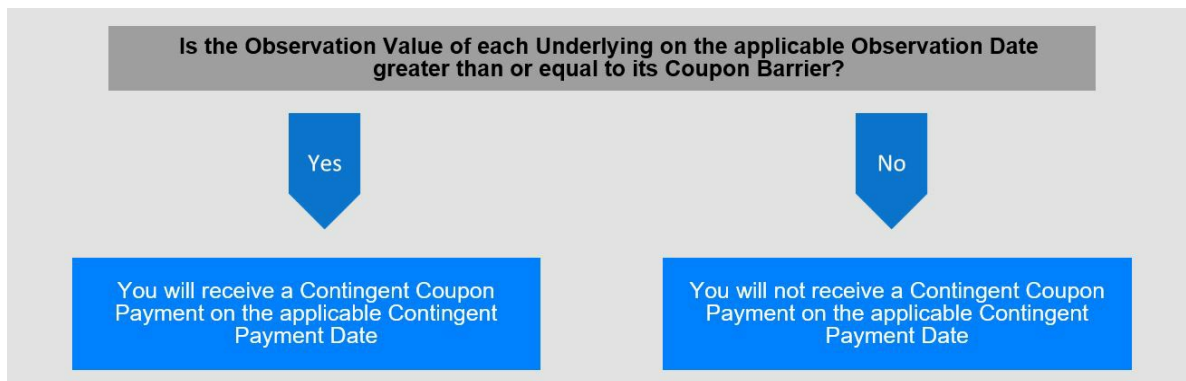 Is the Observation Value of each Underlying on the applicable Observation Date
greater than or equal to its Coupon Barrier?
Yes
No
You will receive a Contingent Coupon
Payment on the applicable Contingent
Payment Date
You will not receive a Contingent Coupon
Payment on the applicable Contingent
Payment Date